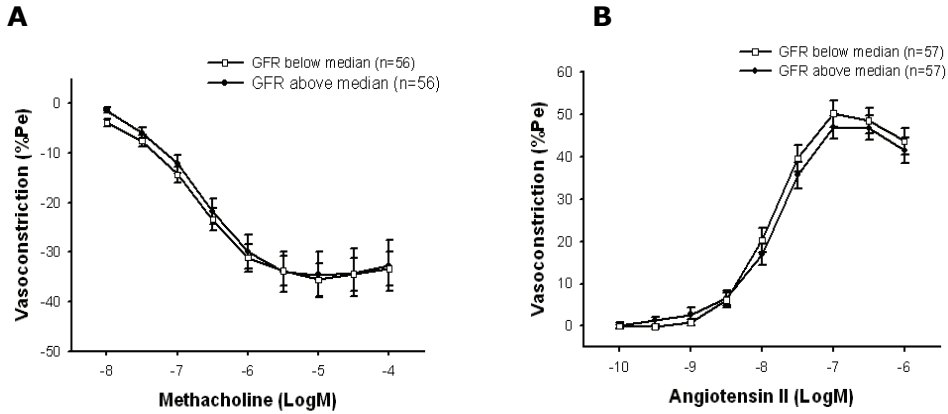 A
GFR below median (n=56)
GFR above median (n=56)
Vasoconstriction (%Pe)
0
-10
-20
-30
-40
-50
-8
-7
-6
-5
-4
Methacholine (LogM)
B
GFR below median (n=57)
GFR above median (n=57)
Vasoconstriction (%Pe)
60
50
40
30
20
10
0
-10
-9
-8
-7
-6
Angiotensin II (LogM)